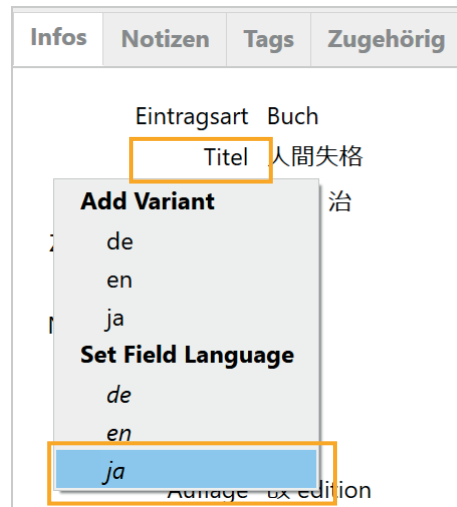 Infos Notizen Tags Zugehörig
Eintragsart Buch
Titel 人間失格
Add Variant
治
de
en
ja
Set Field Language
de
en
ja
Auflage edition